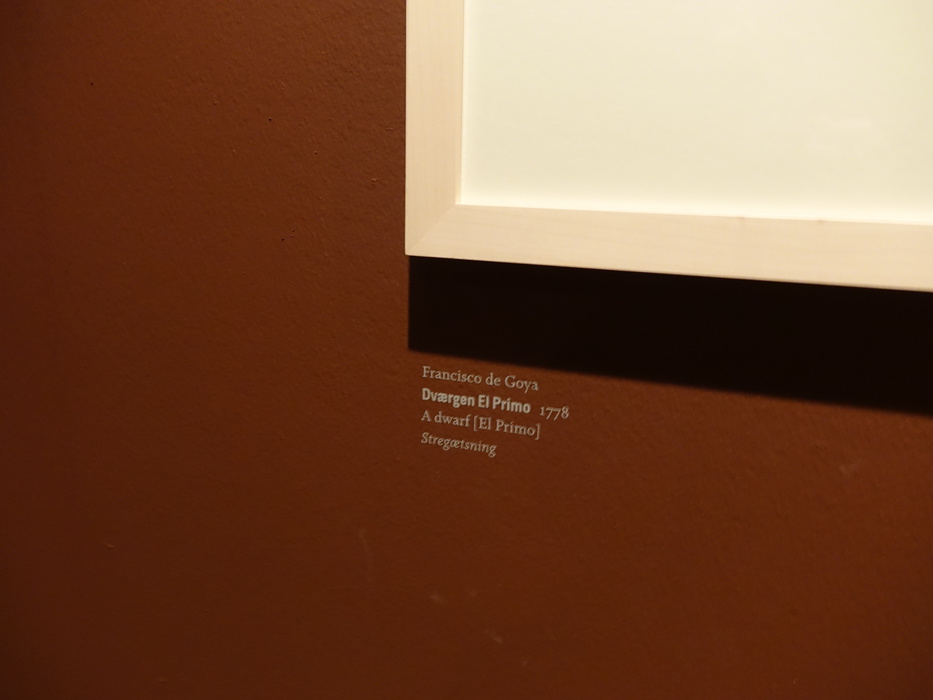 Francisco de Goya
Dværgen El Primo 1778
A dwarf [El Primo]
Stregætsning